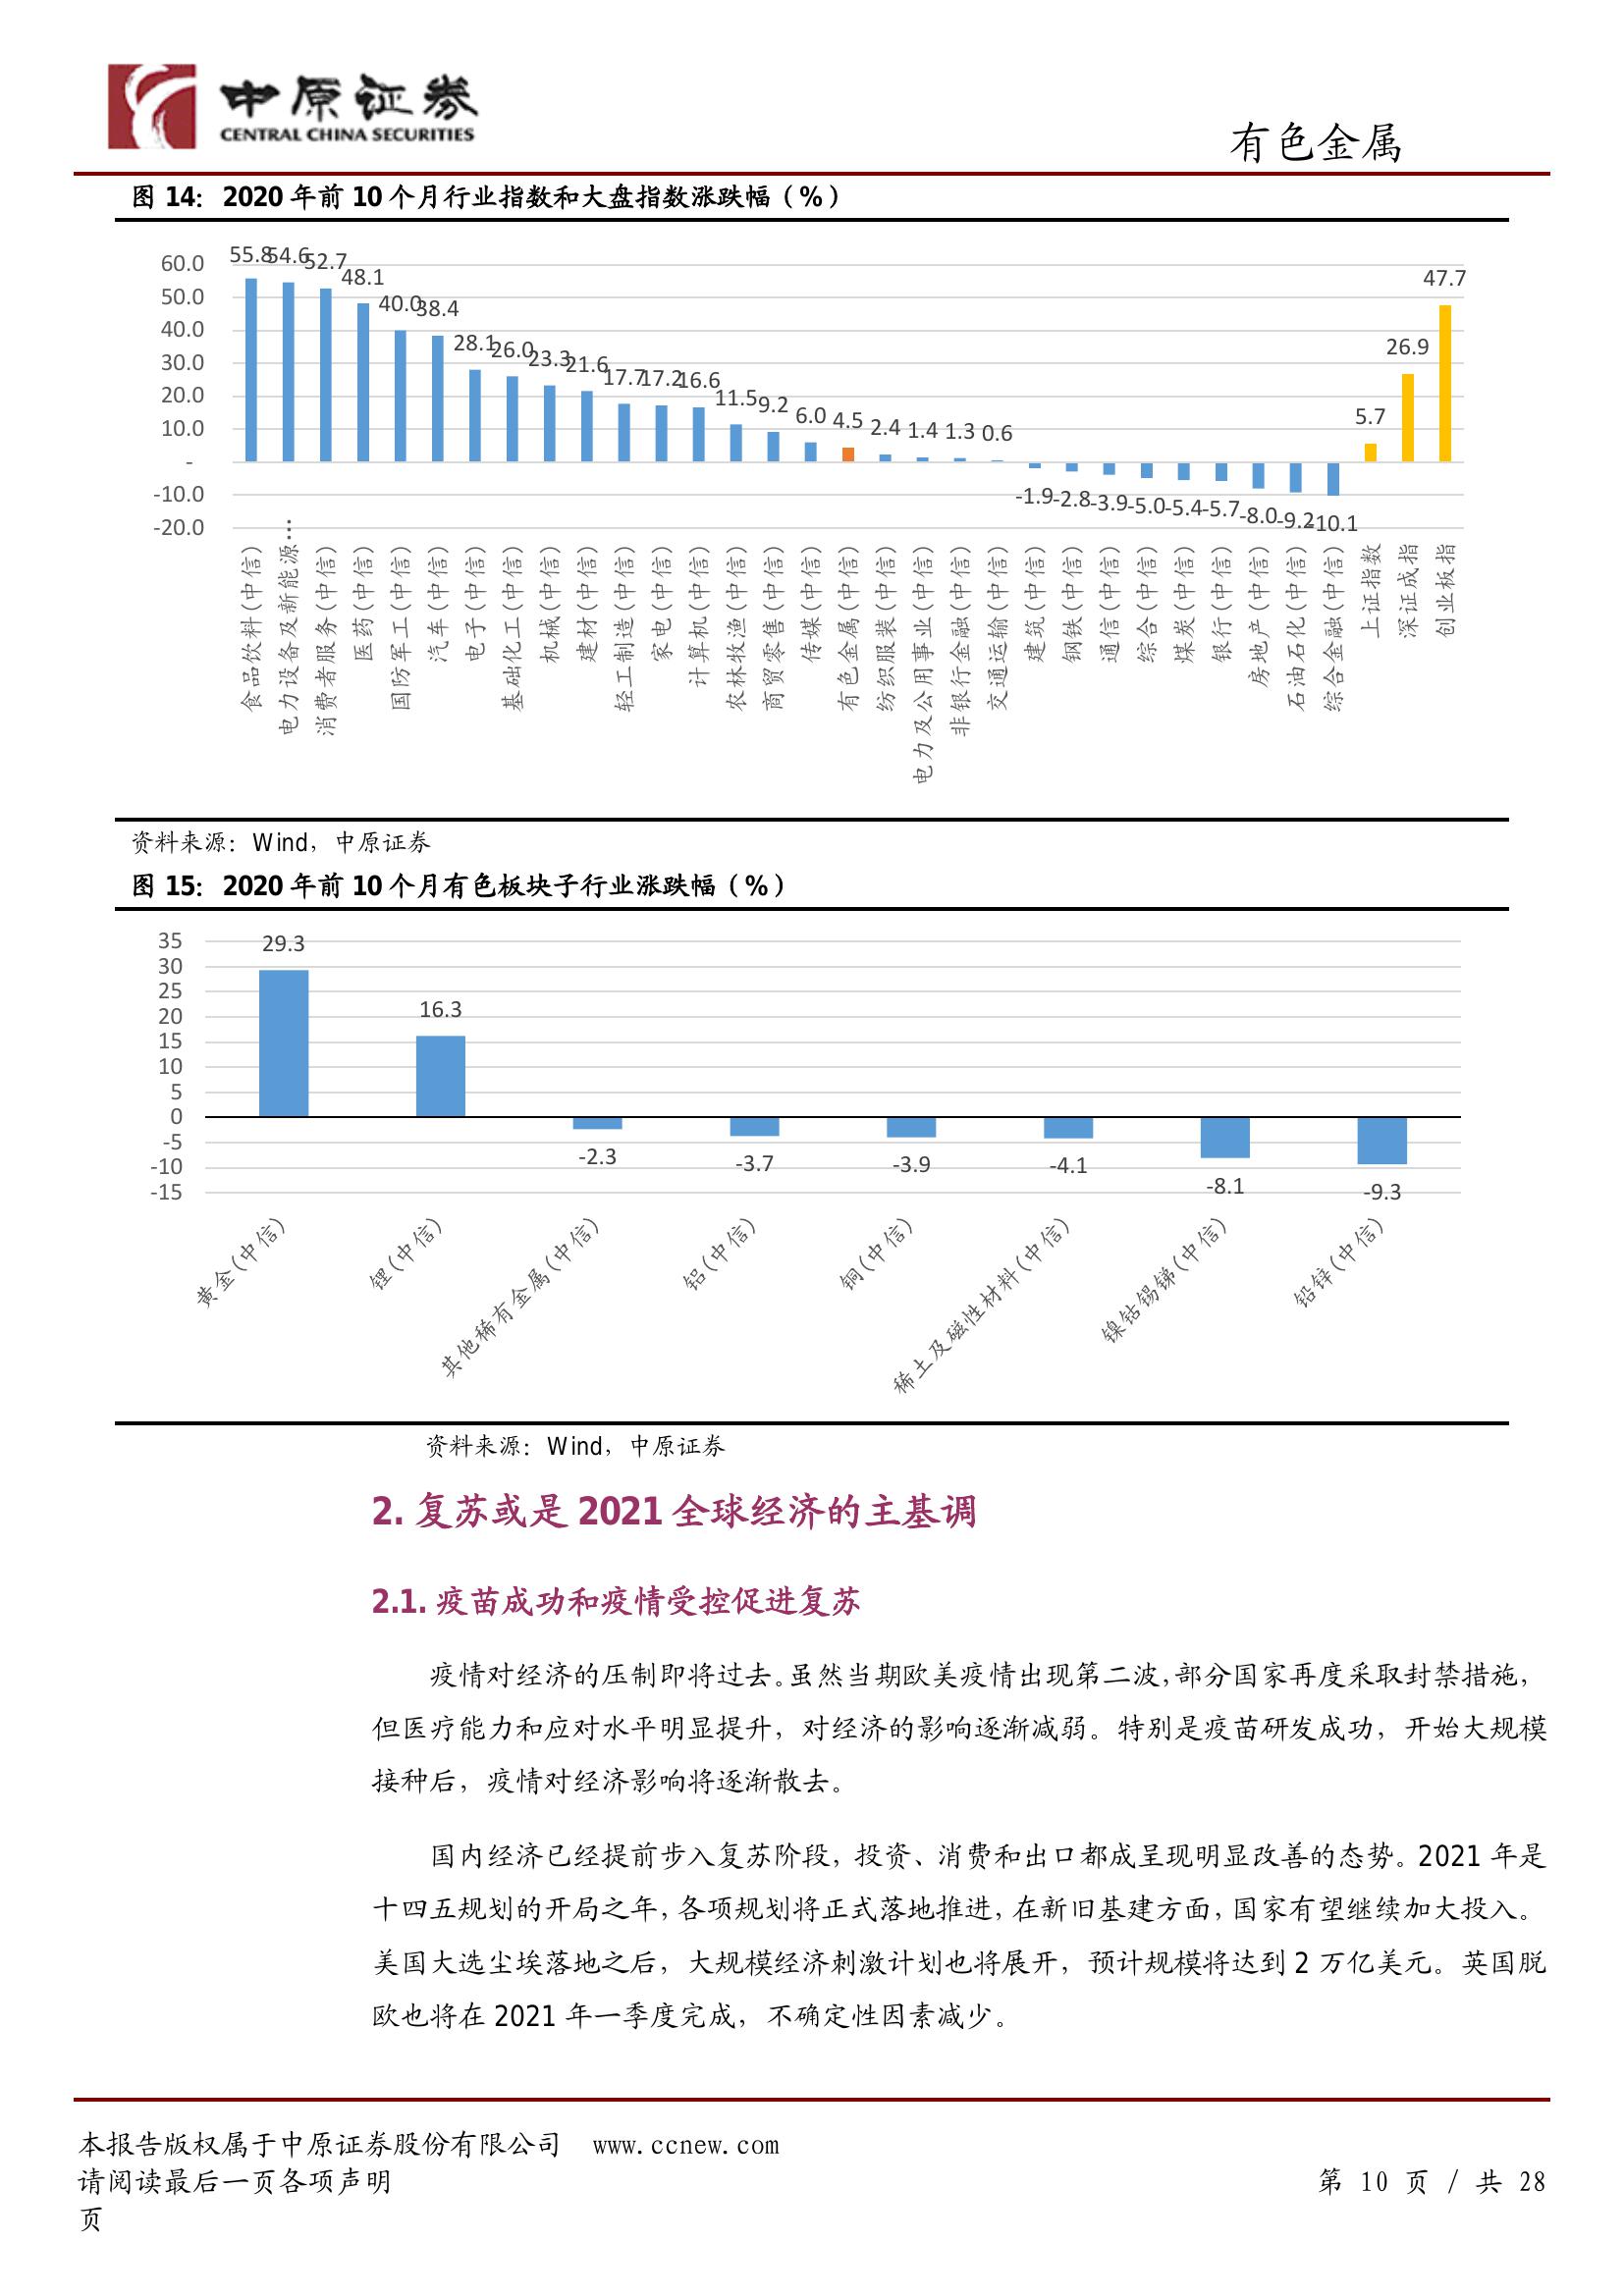 中原证券
CENTRAL CHINA SECURITIES
有色金属
图 14： 2020 年前 10 个月行业指数和大盘指数涨跌幅（%）
60.0
50.0
40.0
30.0
20.0
10.0
-
-10.0
-20.0
55.8 54.6 52.7 48.1 40.0 38.4 28.1 26.0 23.3 21.6 17.7 17.2 16.6 11.5 9.2 6.0 4.5 2.4 1.4 1.3 0.6 -1.9 -2.8 -3.9 -5.0 -5.4 -5.7 -8.0 -9.2 -10.1 5.7 26.9 47.7
食品饮料(中信)
电力设备及新能源…
消费者服务(中信)
医药(中信)
国防军工(中信)
汽车(中信)
电子(中信)
基础化工(中信)
机械(中信)
建材(中信)
轻工制造(中信)
家电(中信)
计算机(中信)
农林牧渔(中信)
商贸零售(中信)
传媒(中信)
有色金属(中信)
纺织服装(中信)
电力及公用事业(中信)
非银行金融(中信)
交通运输(中信)
建筑(中信)
钢铁(中信)
通信(中信)
综合(中信)
煤炭(中信)
银行(中信)
房地产(中信)
石油石化(中信)
综合金融(中信)
上证指数
深证成指
创业板指
资料来源：Wind，中原证券
图 15： 2020 年前 10 个月有色板块子行业涨跌幅（%）
35
30
25
20
15
10
5
0
-5
-10
-15
29.3 16.3 -2.3 -3.7 -3.9 -4.1 -8.1 -9.3
黄金(中信)
锂(中信)
其他稀有金属(中信)
铝(中信)
铜(中信)
稀土及磁性材料(中信)
镍钴锡锑(中信)
铅锌(中信)
资料来源：Wind，中原证券
2. 复苏或是 2021 全球经济的主基调
2.1. 疫苗成功和疫情受控促进复苏
疫情对经济的压制即将过去。虽然当期欧美疫情出现第二波，部分国家再度采取封禁措施，
但医疗能力和应对水平明显提升，对经济的影响逐渐减弱。特别是疫苗研发成功，开始大规模
接种后，疫情对经济影响将逐渐散去。
国内经济已经提前步入复苏阶段，投资、消费和出口都成呈现明显改善的态势。2021 年是
十四五规划的开局之年，各项规划将正式落地推进，在新旧基建方面，国家有望继续加大投入。
美国大选尘埃落地之后，大规模经济刺激计划也将展开，预计规模将达到 2 万亿美元。英国脱
欧也将在 2021 年一季度完成，不确定性因素减少。
本报告版权属于中原证券股份有限公司 www.ccnew.com
请阅读最后一页各项声明 第 10 页 / 共 28
页